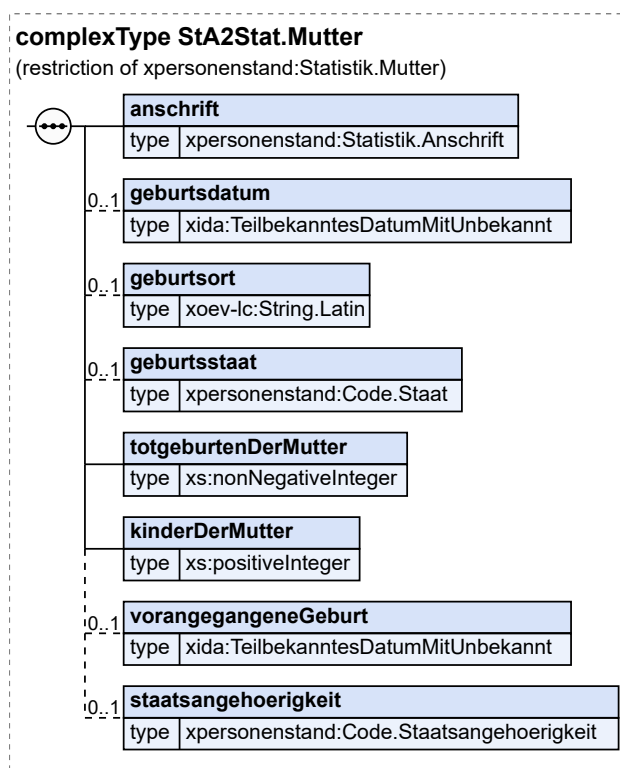 complexType StA2Stat.Mutter
(restriction of xpersonenstand:Statistik.Mutter)
anschrift
type xpersonenstand:Statistik.Anschrift
0..1 geburtsdatum
type xida:TeilbekanntesDatumMitUnbekannt
0..1 geburtsort
type xoev-lc:String.Latin
0..1 geburtsstaat
type xpersonenstand:Code.Staat
totgeburtenDerMutter
type xs:nonNegativeInteger
kinderDerMutter
type xs:positiveInteger
0..1 vorangegangeneGeburt
type xida:TeilbekanntesDatumMitUnbekannt
0..1 staatsangehoerigkeit
type xpersonenstand:Code.Staatsangehoerigkeit